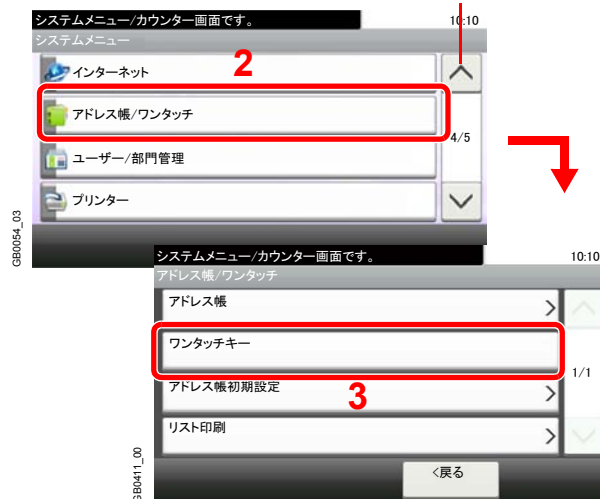 システムメニュー/カウンター画面です。
10:10
システムメニュー
インターネット
2
アドレス帳/ワンタッチ
4/5
ユーザー/部門管理
プリンター
GB0054_03
システムメニュー/カウンター画面です。
10:10
アドレス帳/ワンタッチ
アドレス帳
ワンタッチキー
1/1
アドレス帳初期設定
3
リスト印刷
GB0411_00
<戻る